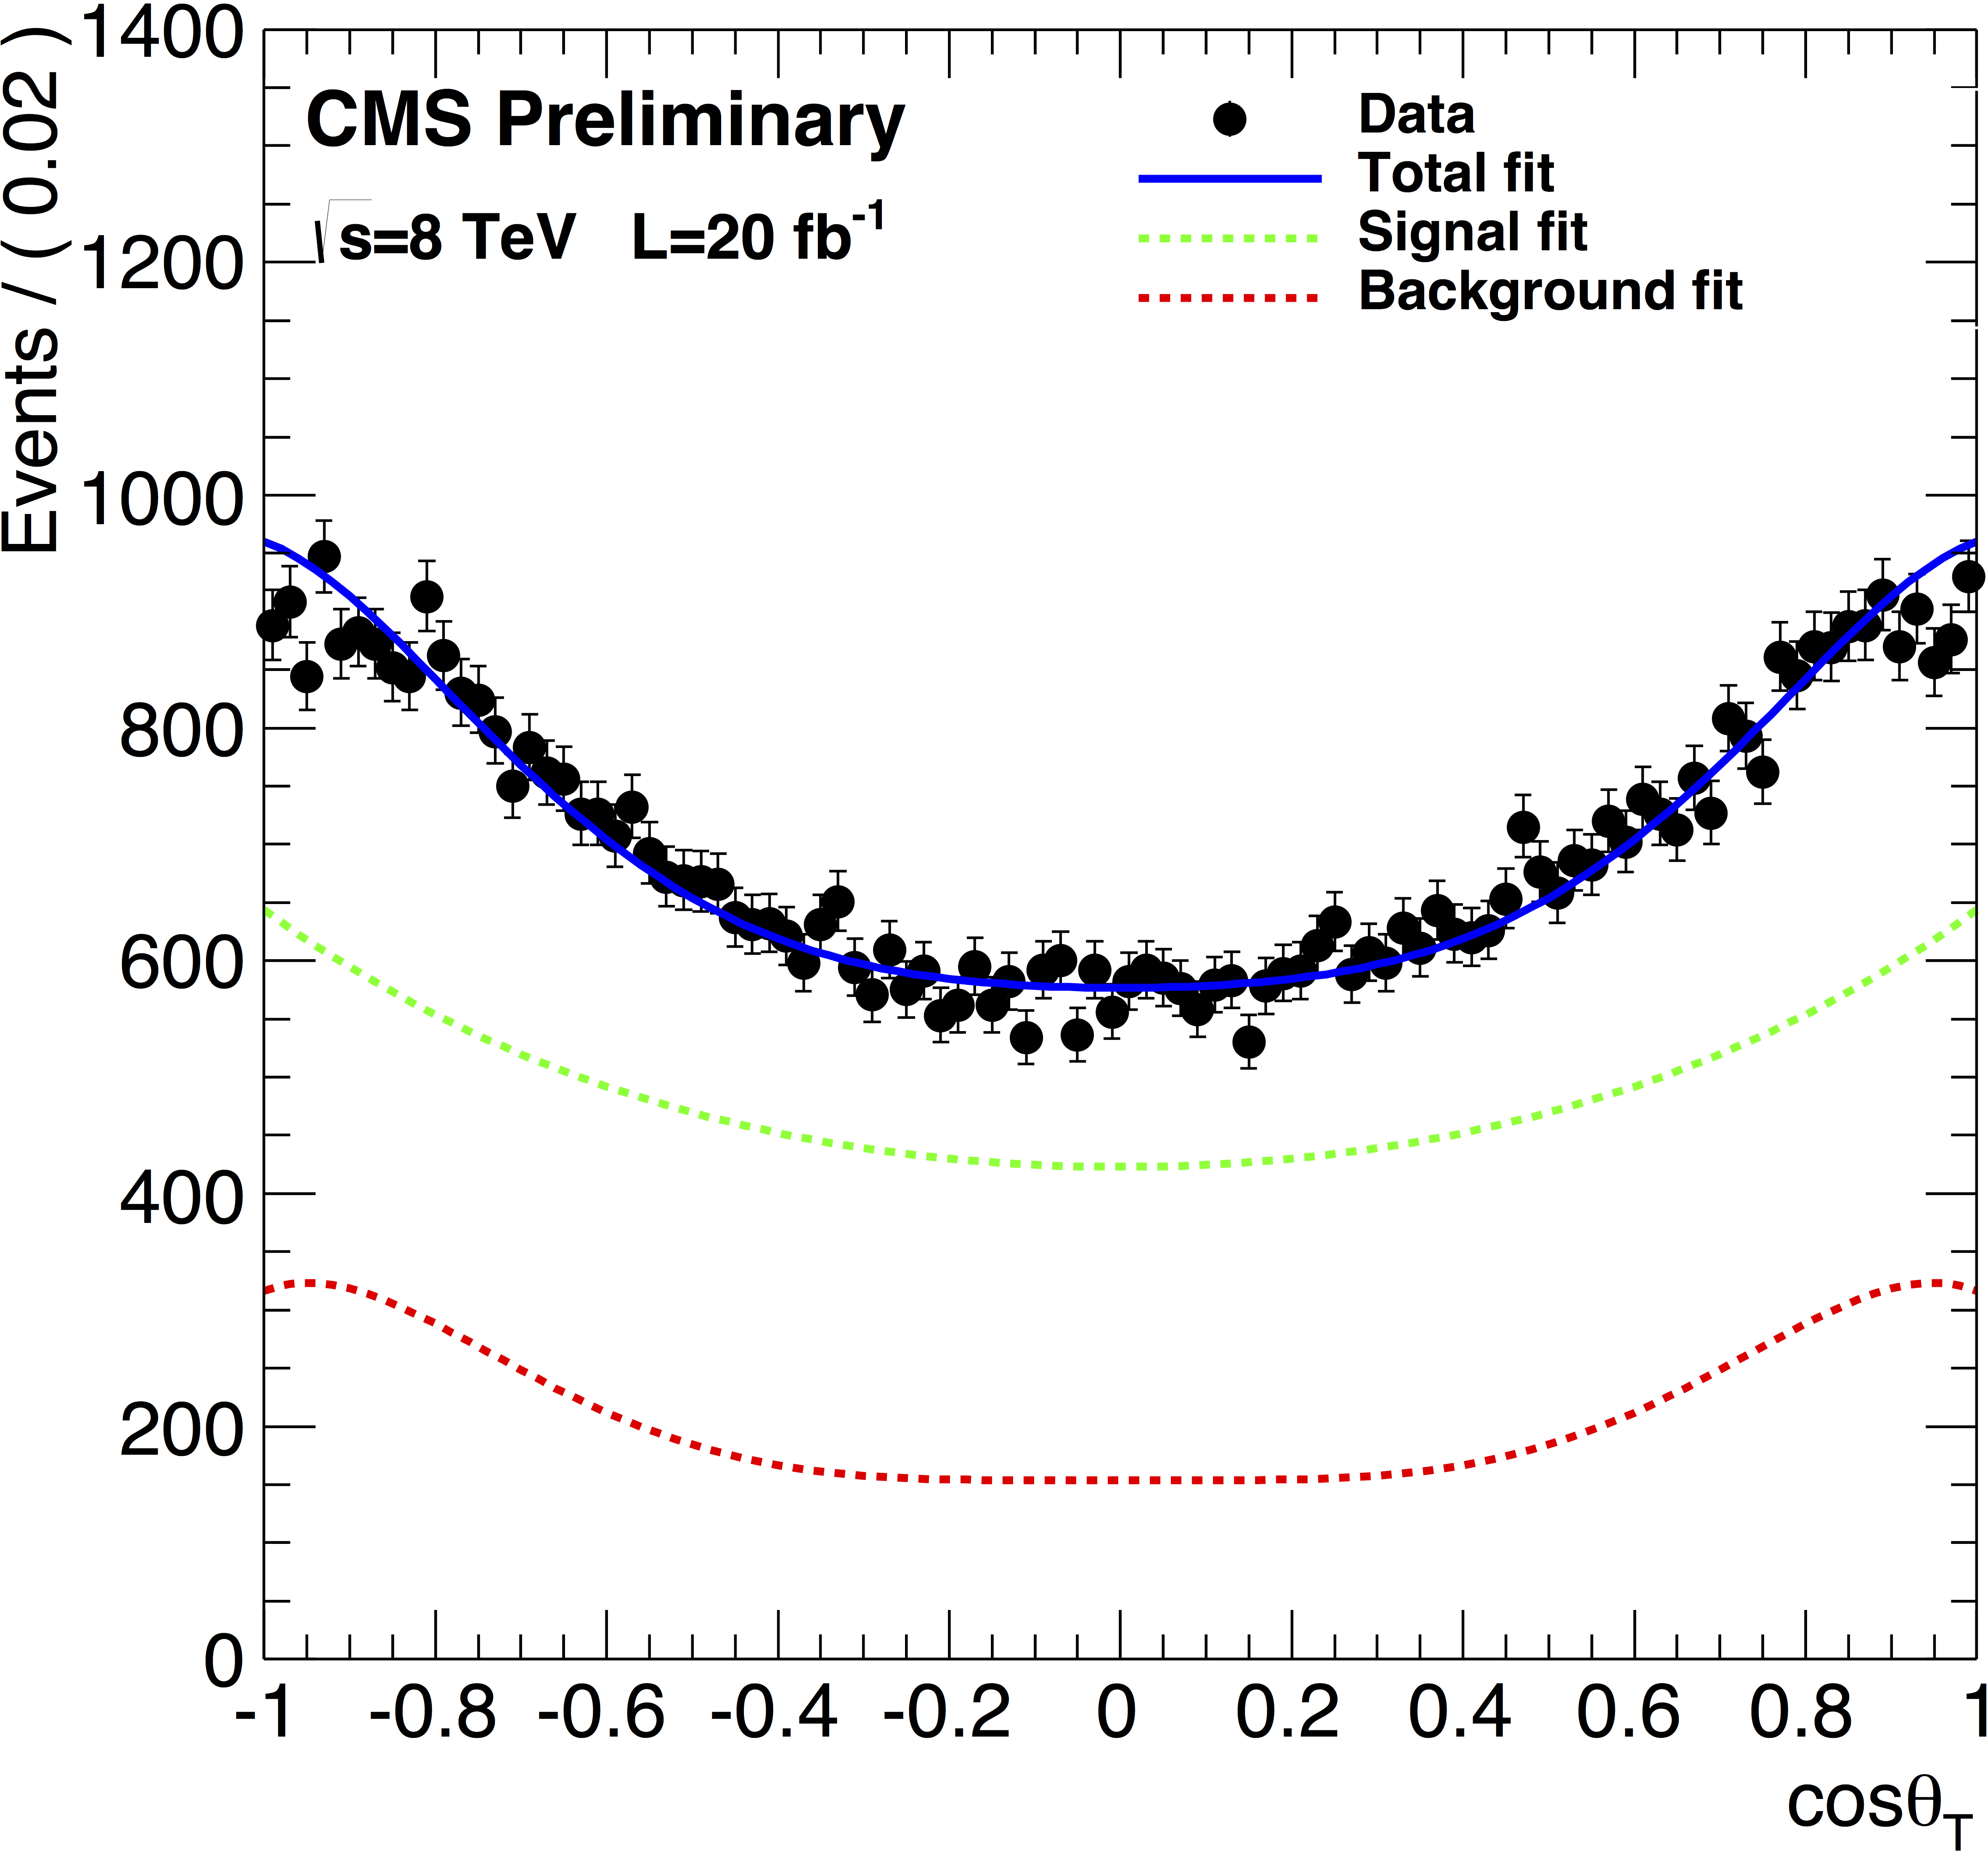 Events / ( 0.02 )
1400
1200
1000
800
600
400
200
0
CMS Preliminary
√s=8 TeV L=20 fb⁻¹
Data
Total fit
Signal fit
Background fit
-1 -0.8 -0.6 -0.4 -0.2 0 0.2 0.4 0.6 0.8 1
cosθ_T